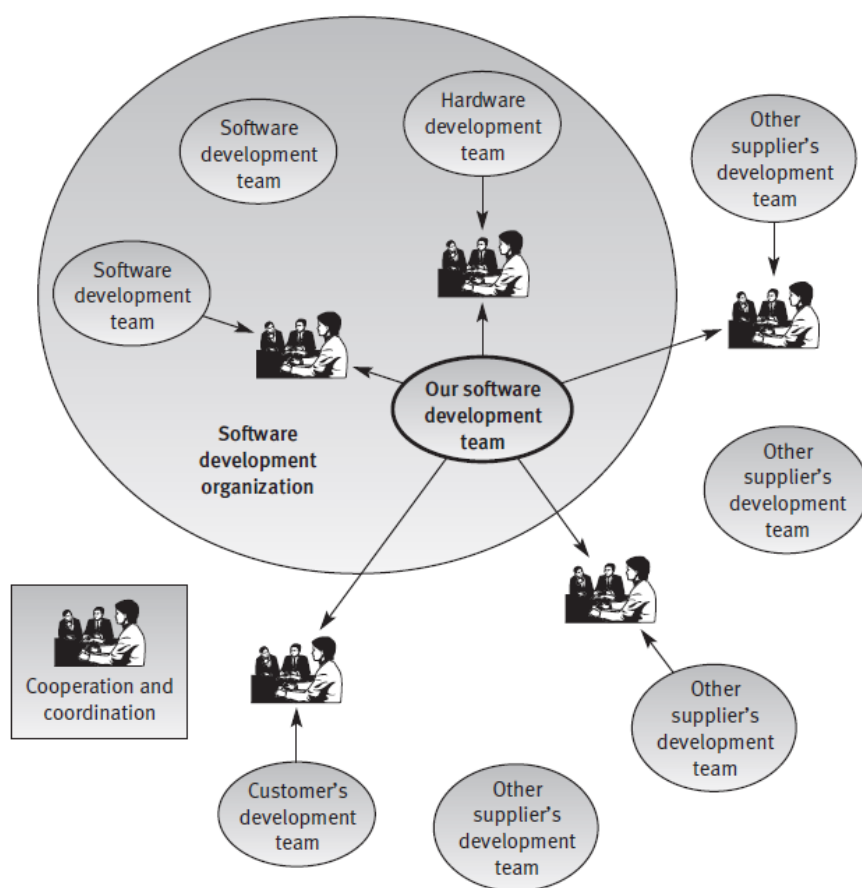 Hardware
development
team
Software
development
team
Other
supplier's
development
team
Software
development
team
Our software
development
team
Software
development
organization
Other
supplier's
development
team
Cooperation and
coordination
Other
supplier's
development
team
Customer's
development
team
Other
supplier's
development
team